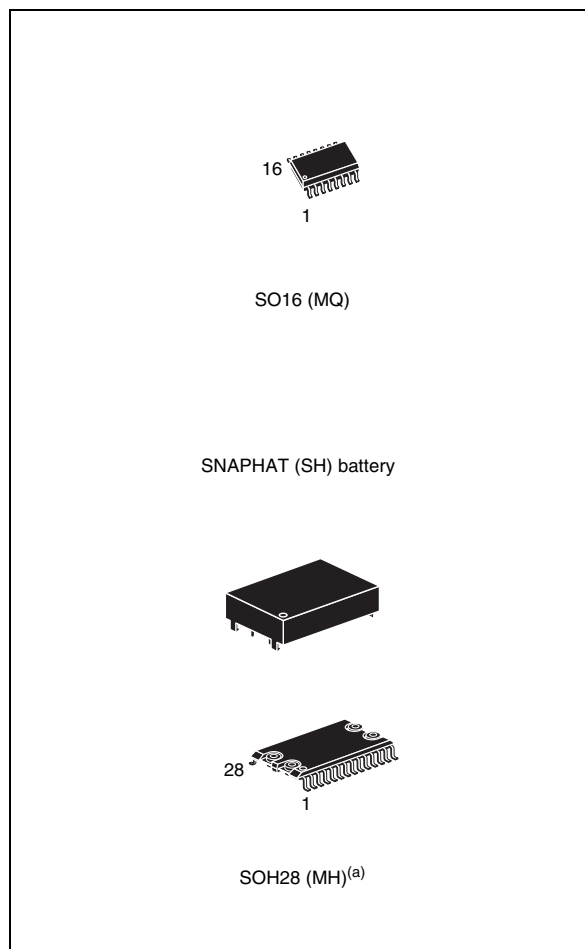 16
1
SO16 (MQ)
SNAPHAT (SH) battery
28
1
SOH28 (MH)(a)